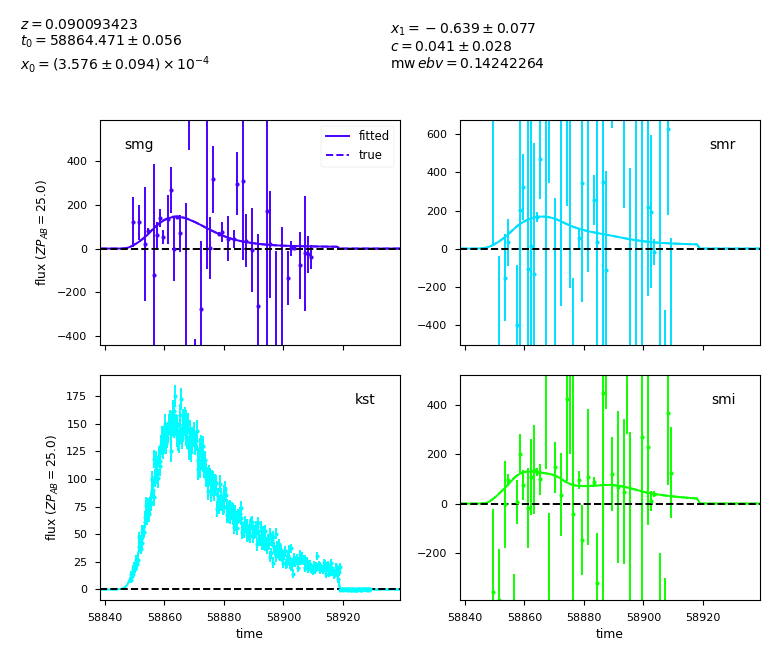 z = 0.090093423
t₀ = 58864.471 ± 0.056
x₀ = (3.576 ± 0.094) × 10⁻⁴
x₁ = −0.639 ± 0.077
c = 0.041 ± 0.028
mw ebv = 0.14242264
smg
fitted
true
400
200
0
−200
−400
flux (ZP_AB = 25.0)
smr
600
400
200
0
−200
−400
kst
175
150
125
100
75
50
25
0
flux (ZP_AB = 25.0)
58840 58860 58880 58900 58920
time
smi
400
200
0
−200
58840 58860 58880 58900 58920
time